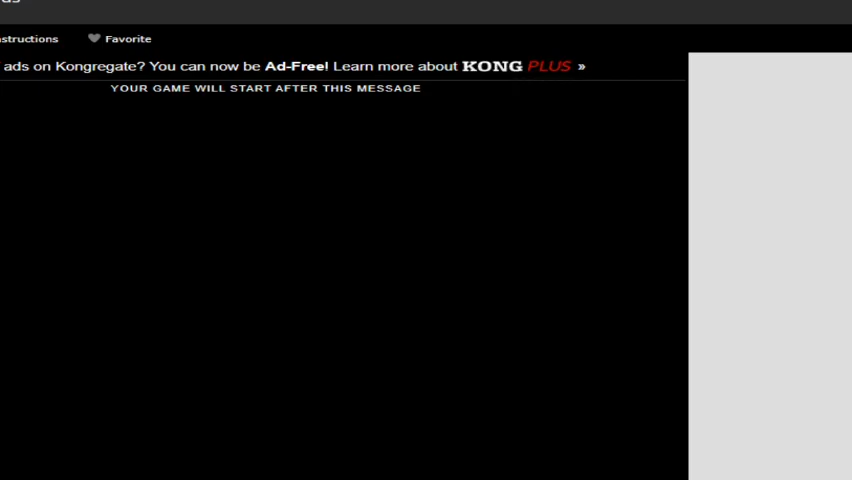 Favorite
ads on Kongregate? You can now be Ad-Free! Learn more about KONG PLUS »
YOUR GAME WILL START AFTER THIS MESSAGE